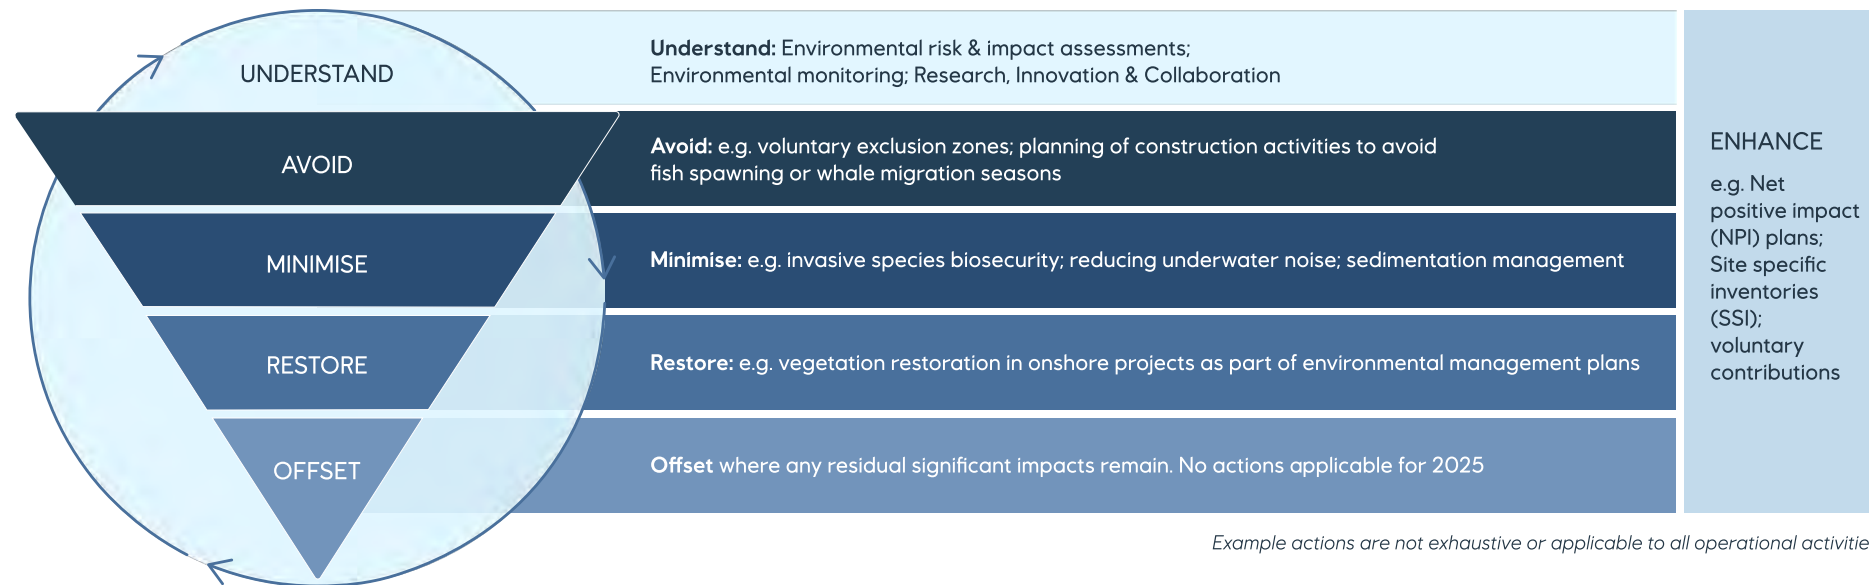 UNDERSTAND
Understand: Environmental risk & impact assessments;
Environmental monitoring; Research, Innovation & Collaboration
AVOID
Avoid: e.g. voluntary exclusion zones; planning of construction activities to avoid
fish spawning or whale migration seasons
MINIMISE
Minimise: e.g. invasive species biosecurity; reducing underwater noise; sedimentation management
RESTORE
Restore: e.g. vegetation restoration in onshore projects as part of environmental management plans
OFFSET
Offset where any residual significant impacts remain. No actions applicable for 2025
ENHANCE
e.g. Net
positive impact
(NPI) plans;
Site specific
inventories
(SSI);
voluntary
contributions
Example actions are not exhaustive or applicable to all operational activitie